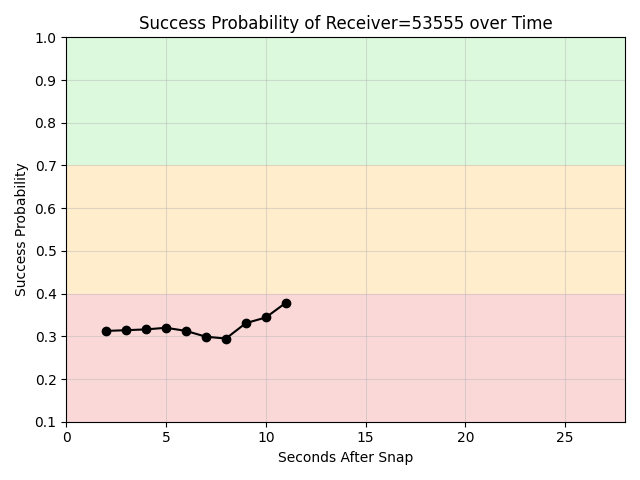 Success Probability of Receiver=53555 over Time
1.0
0.9
0.8
0.7
0.6
0.5
0.4
0.3
0.2
0.1
Success Probability
0 5 10 15 20 25
Seconds After Snap